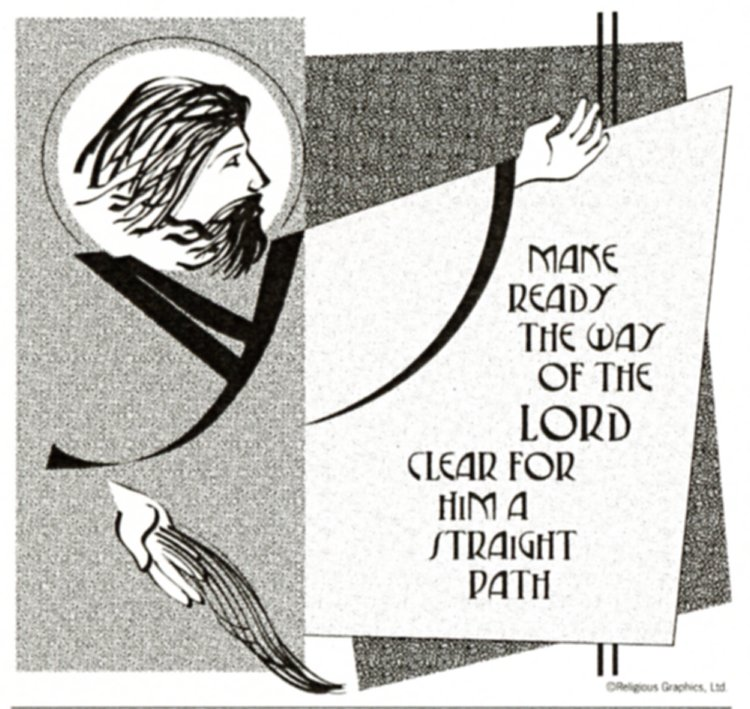 MAKE
READY
THE WAY
OF THE
LORD
CLEAR FOR
HIM A
STRAIGHT
PATH
©Religious Graphics, Ltd.